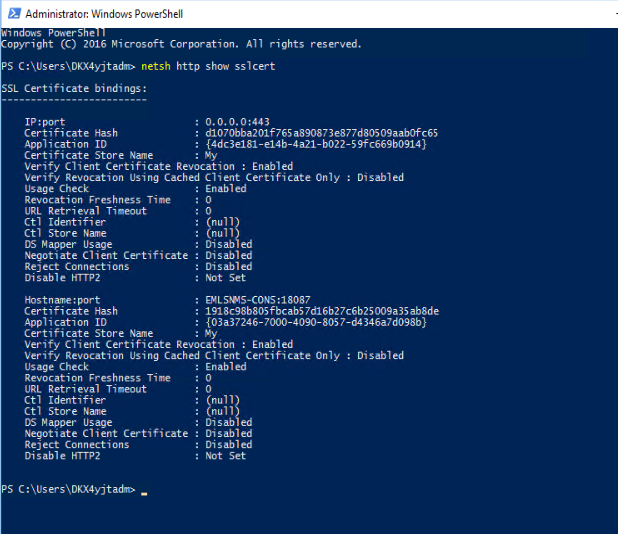 Administrator: Windows PowerShell
Windows PowerShell
Copyright (C) 2016 Microsoft Corporation. All rights reserved.
PS C:\Users\DKX4yjtadm> netsh http show sslcert
SSL Certificate bindings:
-------------------------
IP:port : 0.0.0.0:443
Certificate Hash : d1070bba201f765a890873e877d80509aab0fc65
Application ID : {4dc3e181-e14b-4a21-b022-59fc669b0914}
Certificate Store Name : My
Verify Client Certificate Revocation : Enabled
Verify Revocation Using Cached Client Certificate Only : Disabled
Usage Check : Enabled
Revocation Freshness Time : 0
URL Retrieval Timeout : 0
Ctl Identifier : (null)
Ctl Store Name : (null)
DS Mapper Usage : Disabled
Negotiate Client Certificate : Disabled
Reject Connections : Disabled
Disable HTTP2 : Not Set
Hostname:port : EMLSNMS-CONS:18087
Certificate Hash : 1918c98b805fbcab57d16b27c6b25009a35ab8de
Application ID : {03a37246-7000-4090-8057-d4346a7d098b}
Certificate Store Name : My
Verify Client Certificate Revocation : Enabled
Verify Revocation Using Cached Client Certificate Only : Disabled
Usage Check : Enabled
Revocation Freshness Time : 0
URL Retrieval Timeout : 0
Ctl Identifier : (null)
Ctl Store Name : (null)
DS Mapper Usage : Disabled
Negotiate Client Certificate : Disabled
Reject Connections : Disabled
Disable HTTP2 : Not Set
PS C:\Users\DKX4yjtadm> _